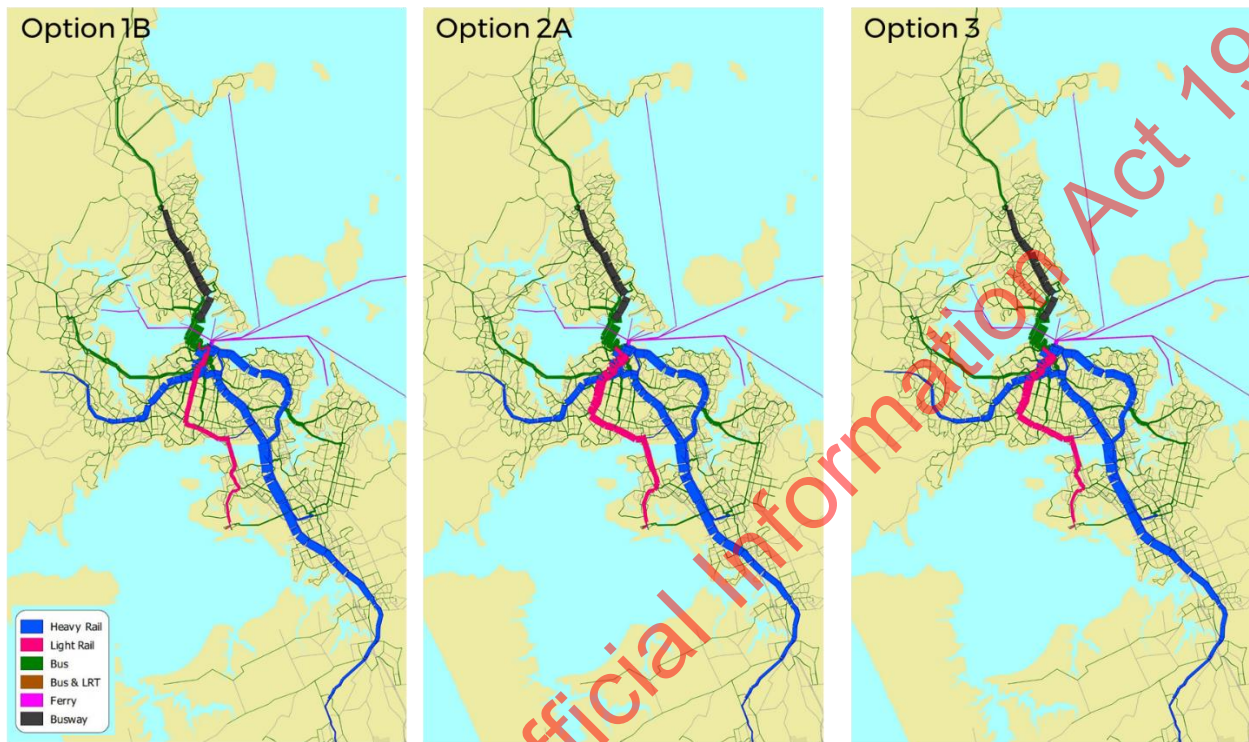 Option 1B
Option 2A
Option 3
Heavy Rail
Light Rail
Bus
Bus & LRT
Ferry
Busway
fficial Information Act 19